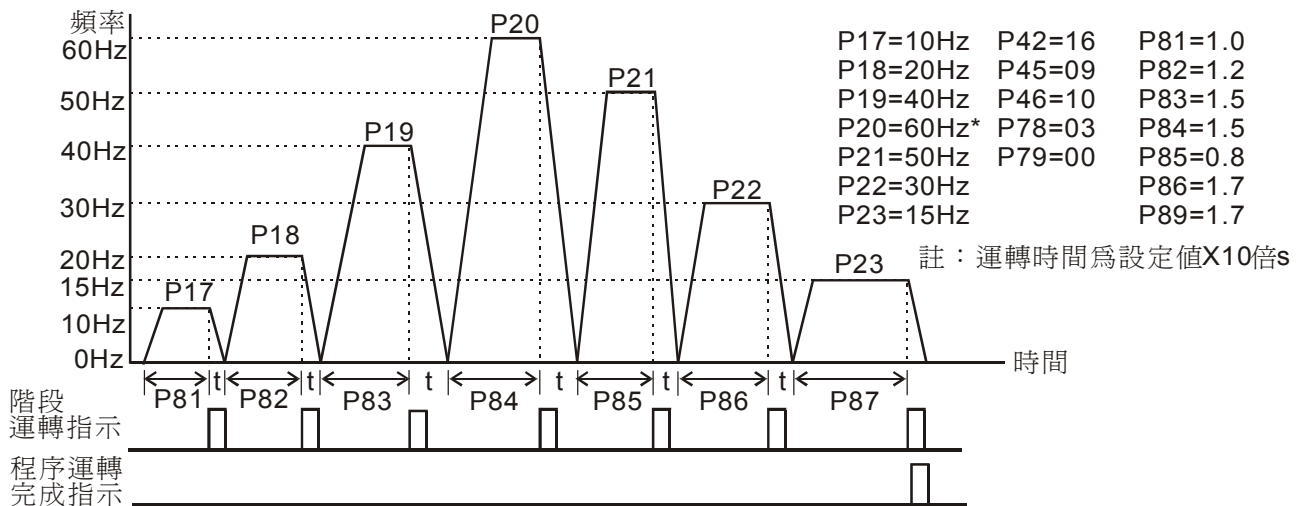 頻率
60Hz
50Hz
40Hz
30Hz
20Hz
15Hz
10Hz
0Hz
P17
P18
P19
P20
P21
P22
P23
時間
P81
t
P82
t
P83
t
P84
t
P85
t
P86
t
P87
階段
運轉指示
程序運轉
完成指示
P17=10Hz P42=16 P81=1.0
P18=20Hz P45=09 P82=1.2
P19=40Hz P46=10 P83=1.5
P20=60Hz* P78=03 P84=1.5
P21=50Hz P79=00 P85=0.8
P22=30Hz P86=1.7
P23=15Hz P89=1.7
註：運轉時間爲設定值X10倍s